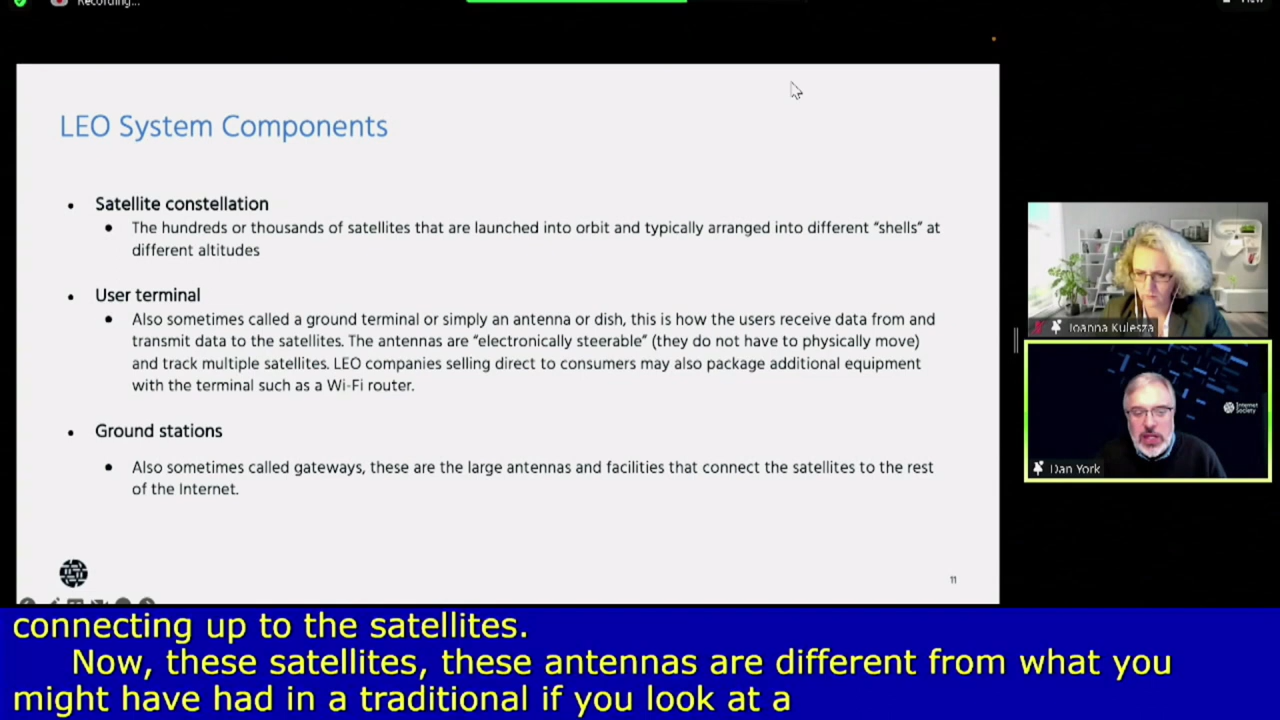 Recording...
View
LEO System Components
• Satellite constellation
• The hundreds or thousands of satellites that are launched into orbit and typically arranged into different “shells” at
different altitudes
• User terminal
• Also sometimes called a ground terminal or simply an antenna or dish, this is how the users receive data from and
transmit data to the satellites. The antennas are “electronically steerable” (they do not have to physically move)
and track multiple satellites. LEO companies selling direct to consumers may also package additional equipment
with the terminal such as a Wi-Fi router.
• Ground stations
• Also sometimes called gateways, these are the large antennas and facilities that connect the satellites to the rest
of the Internet.
11
Joanna Kulesza
Internet
Society
Dan York
connecting up to the satellites.
Now, these satellites, these antennas are different from what you
might have had in a traditional if you look at a